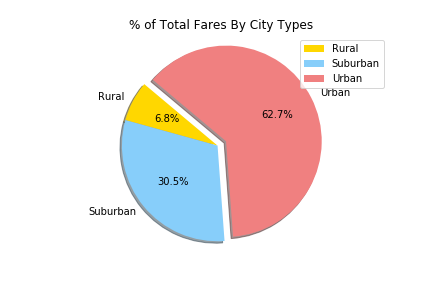 % of Total Fares By City Types
Rural
Suburban
Urban
Urban
Rural
62.7%
6.8%
30.5%
Suburban